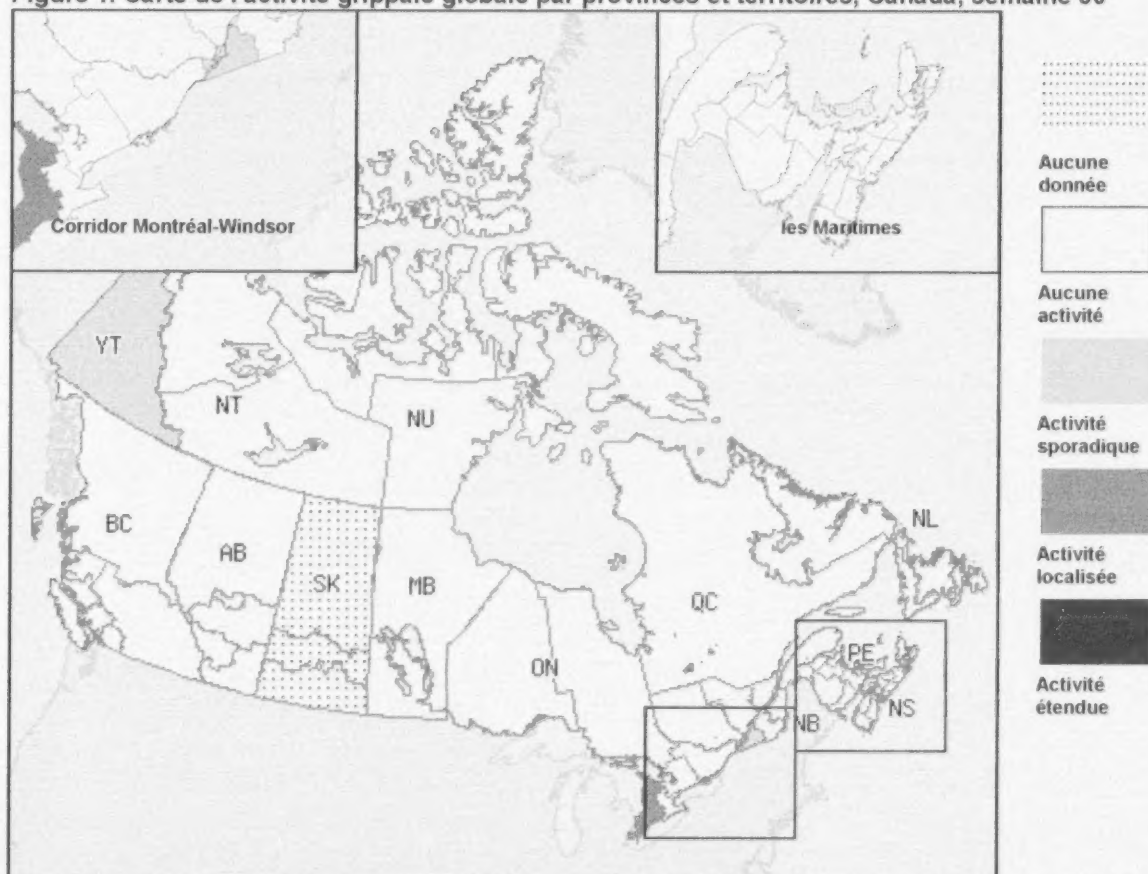 Corridor Montréal-Windsor
les Maritimes
YT
NT
NU
BC
AB
SK
MB
ON
QC
NL
PE
NB
NS
Aucune
donnée
Aucune
activité
Activité
sporadique
Activité
localisée
Activité
étendue